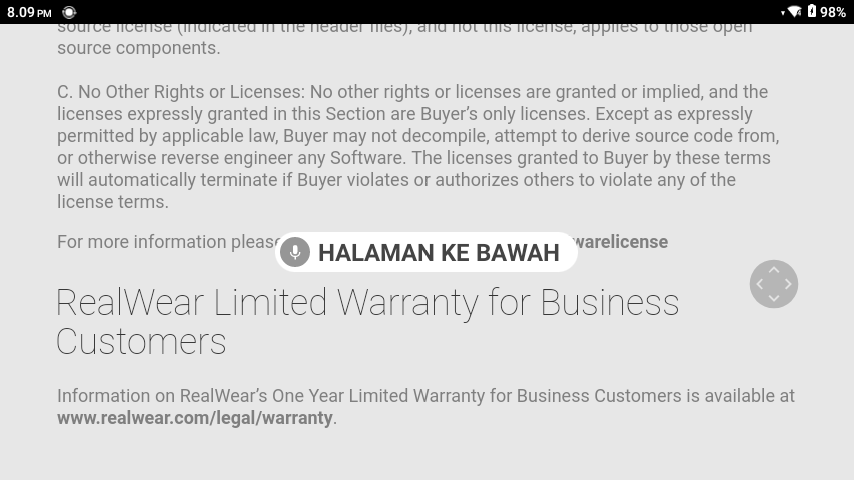 8.09 PM 98%
source license (indicated in the header files), and not this license, applies to those open
source components.
C. No Other Rights or Licenses: No other rights or licenses are granted or implied, and the
licenses expressly granted in this Section are Buyer's only licenses. Except as expressly
permitted by applicable law, Buyer may not decompile, attempt to derive source code from,
or otherwise reverse engineer any Software. The licenses granted to Buyer by these terms
will automatically terminate if Buyer violates or authorizes others to violate any of the
license terms.
For more information warelicense
HALAMAN KE BAWAH
RealWear Limited Warranty for Business
Customers
Information on RealWear's One Year Limited Warranty for Business Customers is available at
www.realwear.com/legal/warranty.